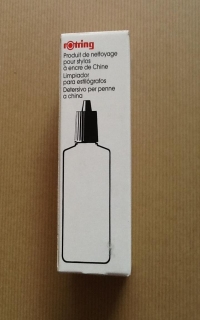 rotring
Produit de nettoyage
pour stylos
à encre de Chine
Limpiador
para estilógrafos
Detersivo per penne
a china